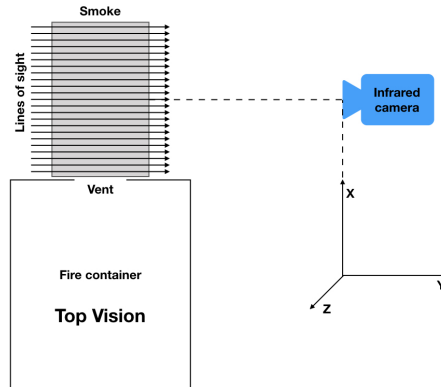 Smoke
Lines of sight
Infrared
camera
Vent
X
Fire container
Y
Z
Top Vision